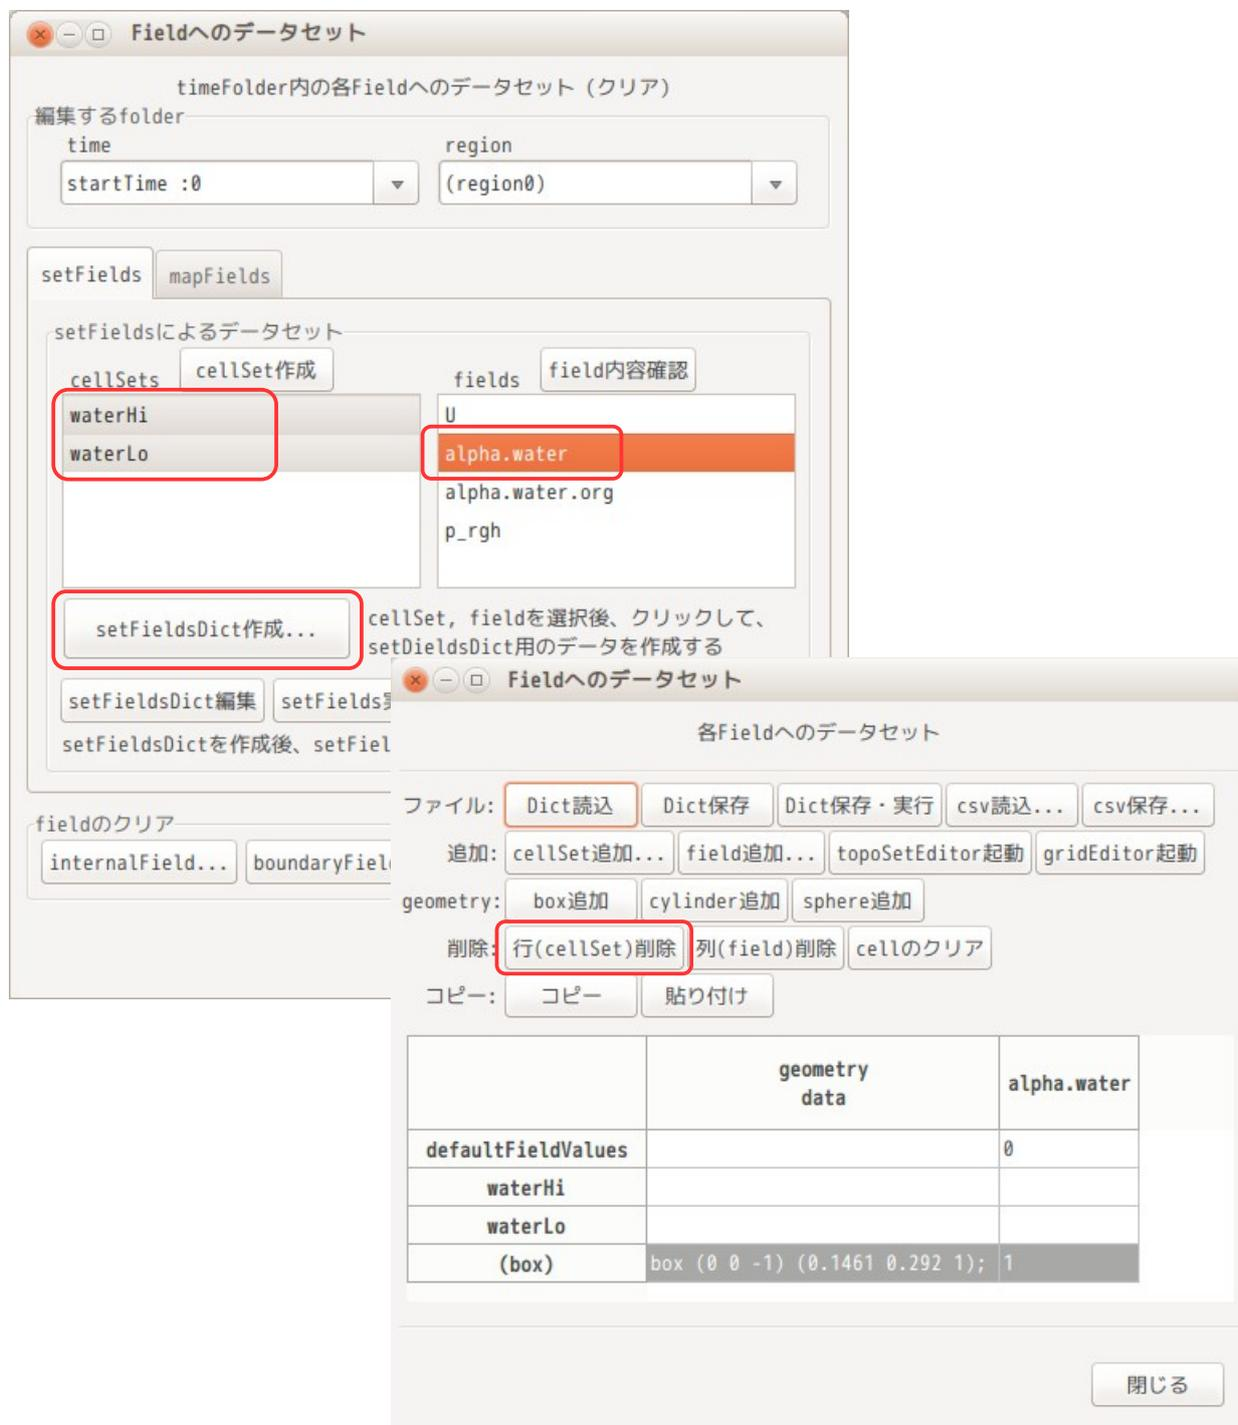 Fieldへのデータセット
timeFolder内の各Fieldへのデータセット (クリア)
編集するfolder
time
region
startTime :0
(region0)
setFields
mapFields
setFieldsによるデータセット
cellSets
cellSet作成
fields
field内容確認
waterHi
waterLo
U
alpha.water
alpha.water.org
p_rgh
setFieldsDict作成...
cellSet, fieldを選択後、クリックして、
setDieldsDict用のデータを作成する
setFieldsDict編集
setFields実
setFieldsDictを作成後、setFiel
fieldのクリア
internalField...
boundaryFiel
Fieldへのデータセット
各Fieldへのデータセット
ファイル: Dict読込 Dict保存 Dict保存・実行 csv読込... csv保存...
追加: cellSet追加... field追加... topoSetEditor起動 gridEditor起動
geometry: box追加 cylinder追加 sphere追加
削除: 行(cellSet)削除 列(field)削除 cellのクリア
コピー: コピー 貼り付け
geometry
data
alpha.water
defaultFieldValues 0
waterHi
waterLo
(box) box (0 0 -1) (0.1461 0.292 1); 1
閉じる